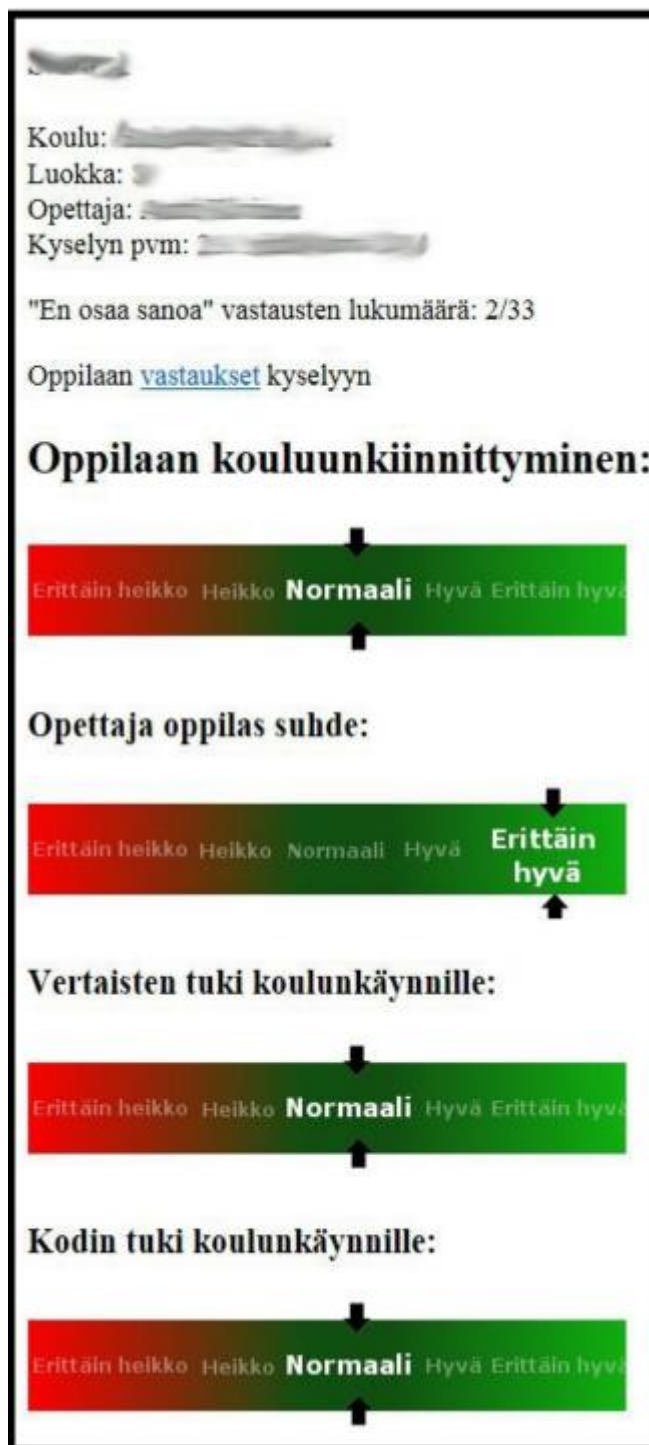 Koulu:
Luokka:
Opettaja:
Kyselyn pvm:
"En osaa sanoa" vastausten lukumäärä: 2/33
Oppilaan vastaukset kyselyyn
Oppilaan kouluunkiinnittyminen:
Erittäin heikko Heikko Normaali Hyvä Erittäin hyvä
Opettaja oppilas suhde:
Erittäin heikko Heikko Normaali Hyvä Erittäin
hyvä
Vertaisten tuki koulunkäynnille:
Erittäin heikko Heikko Normaali Hyvä Erittäin hyvä
Kodin tuki koulunkäynnille:
Erittäin heikko Heikko Normaali Hyvä Erittäin hyvä